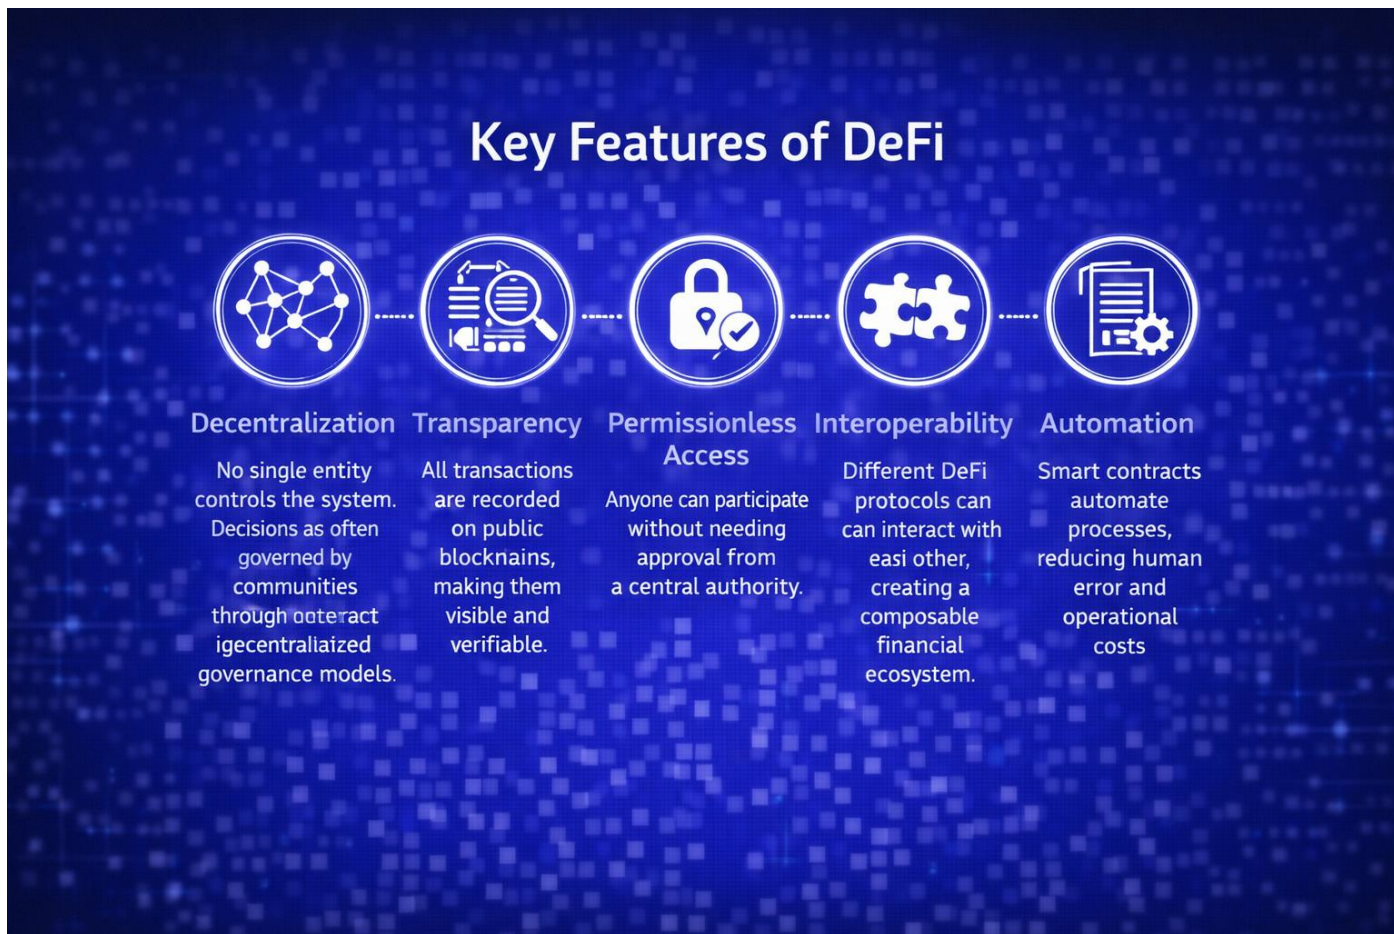 Key Features of DeFi
Decentralization
No single entity
controls the system.
Decisions as often
governed by
communities
through
igecentraliaized
governance models.
Transparency
All transactions
are recorded
on public
blocknains,
making them
visible and
verifiable.
Permissionless
Access
Anyone can participate
without needing
approval from
a central authority.
Interoperability
Different DeFi
protocols can
can interact with
easi other,
creating a
composable
financial
ecosystem.
Automation
Smart contracts
automate
processes,
reducing human
error and
operational
costs